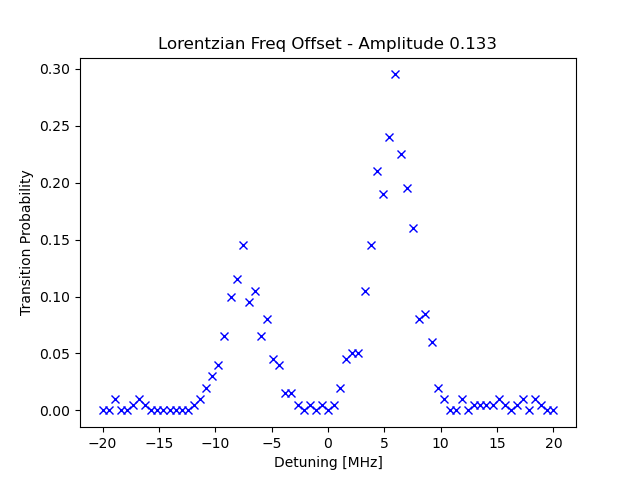 Lorentzian Freq Offset - Amplitude 0.133
0.30
0.25
0.20
0.15
0.10
0.05
0.00
Transition Probability
−20 −15 −10 −5 0 5 10 15 20
Detuning [MHz]